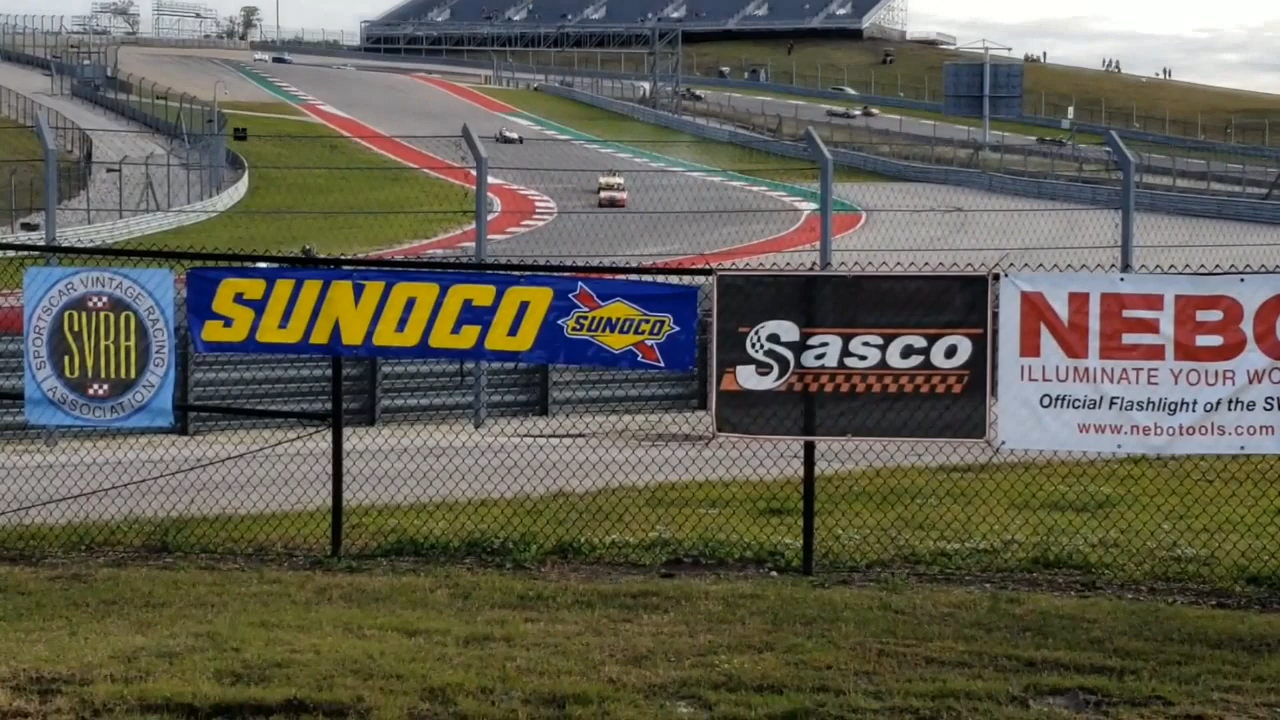 SPORTSCAR VINTAGE RACING
ASSOCIATION
SVRA
SUNOCO
SUNOCO
Sasco
NEBO
ILLUMINATE YOUR WO
Official Flashlight of the SV
www.nebotools.com